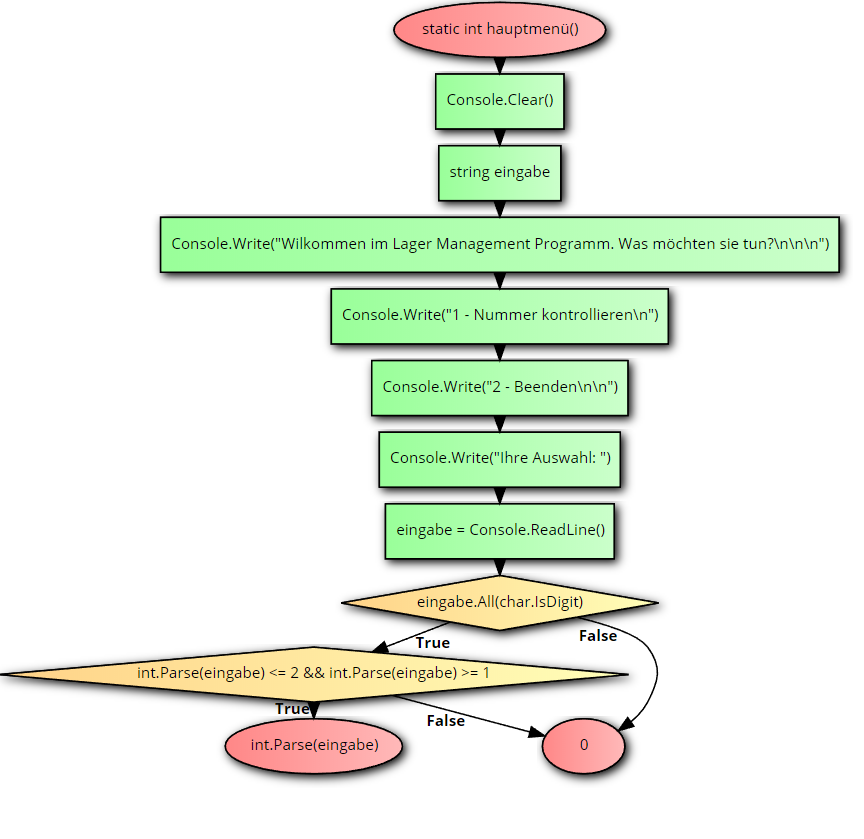 static int hauptmenü()
Console.Clear()
string eingabe
Console.Write("Wilkommen im Lager Management Programm. Was möchten sie tun?\n\n\n")
Console.Write("1 - Nummer kontrollieren\n")
Console.Write("2 - Beenden\n\n")
Console.Write("Ihre Auswahl: ")
eingabe = Console.ReadLine()
eingabe.All(char.IsDigit)
True
False
int.Parse(eingabe) <= 2 && int.Parse(eingabe) >= 1
True
False
int.Parse(eingabe)
0